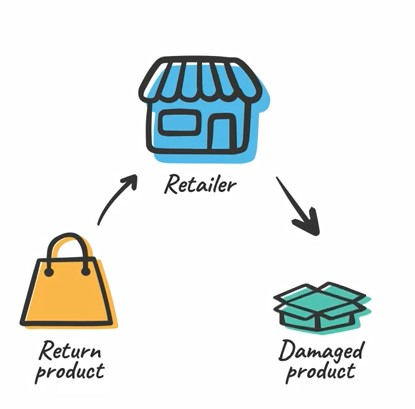 Retailer
Return
product
Damaged
product